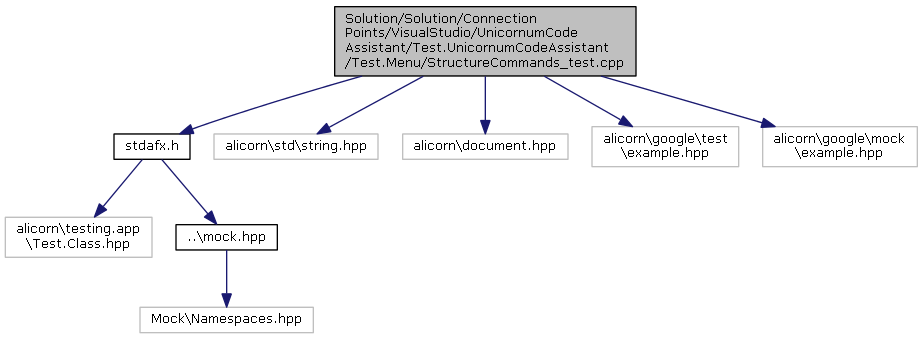 Solution/Solution/Connection
Points/VisualStudio/UnicornumCode
Assistant/Test.UnicornumCodeAssistant
/Test.Menu/StructureCommands_test.cpp
stdafx.h
alicorn\std\string.hpp
alicorn\document.hpp
alicorn\google\test
\example.hpp
alicorn\google\mock
\example.hpp
alicorn\testing.app
\Test.Class.hpp
..\mock.hpp
Mock\Namespaces.hpp